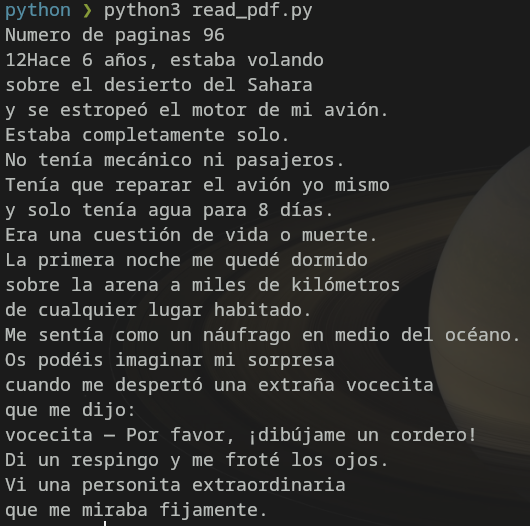 python ❯ python3 read_pdf.py
Numero de paginas 96
12Hace 6 años, estaba volando
sobre el desierto del Sahara
y se estropeó el motor de mi avión.
Estaba completamente solo.
No tenía mecánico ni pasajeros.
Tenía que reparar el avión yo mismo
y solo tenía agua para 8 días.
Era una cuestión de vida o muerte.
La primera noche me quedé dormido
sobre la arena a miles de kilómetros
de cualquier lugar habitado.
Me sentía como un náufrago en medio del océano.
Os podéis imaginar mi sorpresa
cuando me despertó una extraña vocecita
que me dijo:
vocecita – Por favor, ¡dibújame un cordero!
Di un respingo y me froté los ojos.
Vi una personita extraordinaria
que me miraba fijamente.